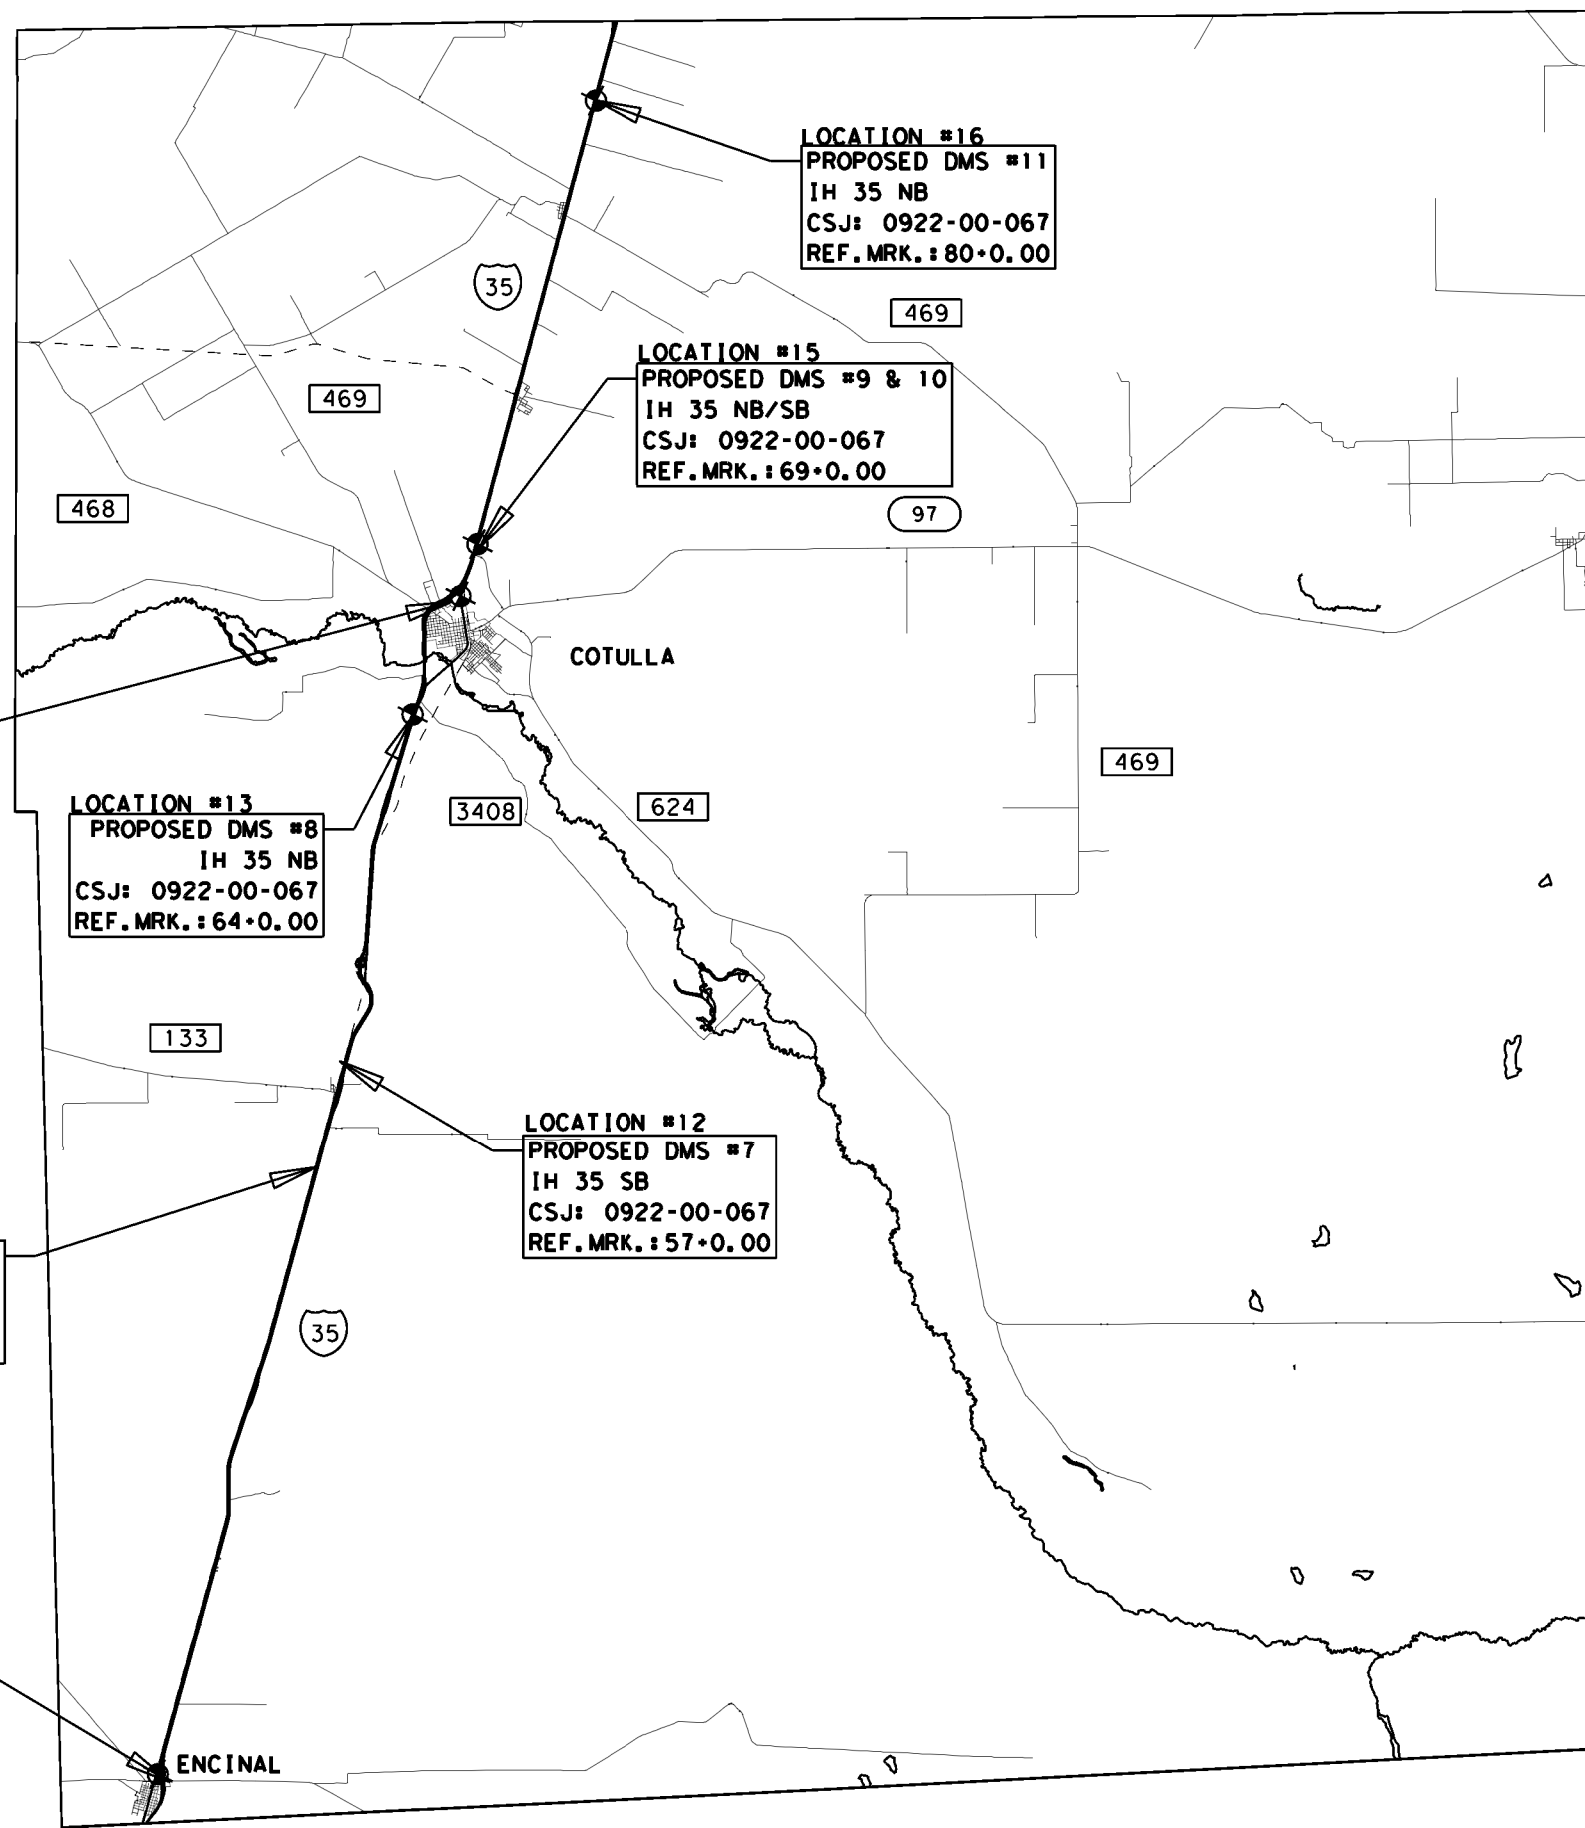 LOCATION #16
PROPOSED DMS #11
IH 35 NB
CSJ: 0922-00-067
REF.MRK.:80+0.00
35
469
LOCATION #15
PROPOSED DMS #9 & 10
IH 35 NB/SB
CSJ: 0922-00-067
REF.MRK.:69+0.00
469
468
97
COTULLA
469
LOCATION #13
PROPOSED DMS #8
IH 35 NB
CSJ: 0922-00-067
REF.MRK.:64+0.00
3408
624
133
LOCATION #12
PROPOSED DMS #7
IH 35 SB
CSJ: 0922-00-067
REF.MRK.:57+0.00
35
ENCINAL